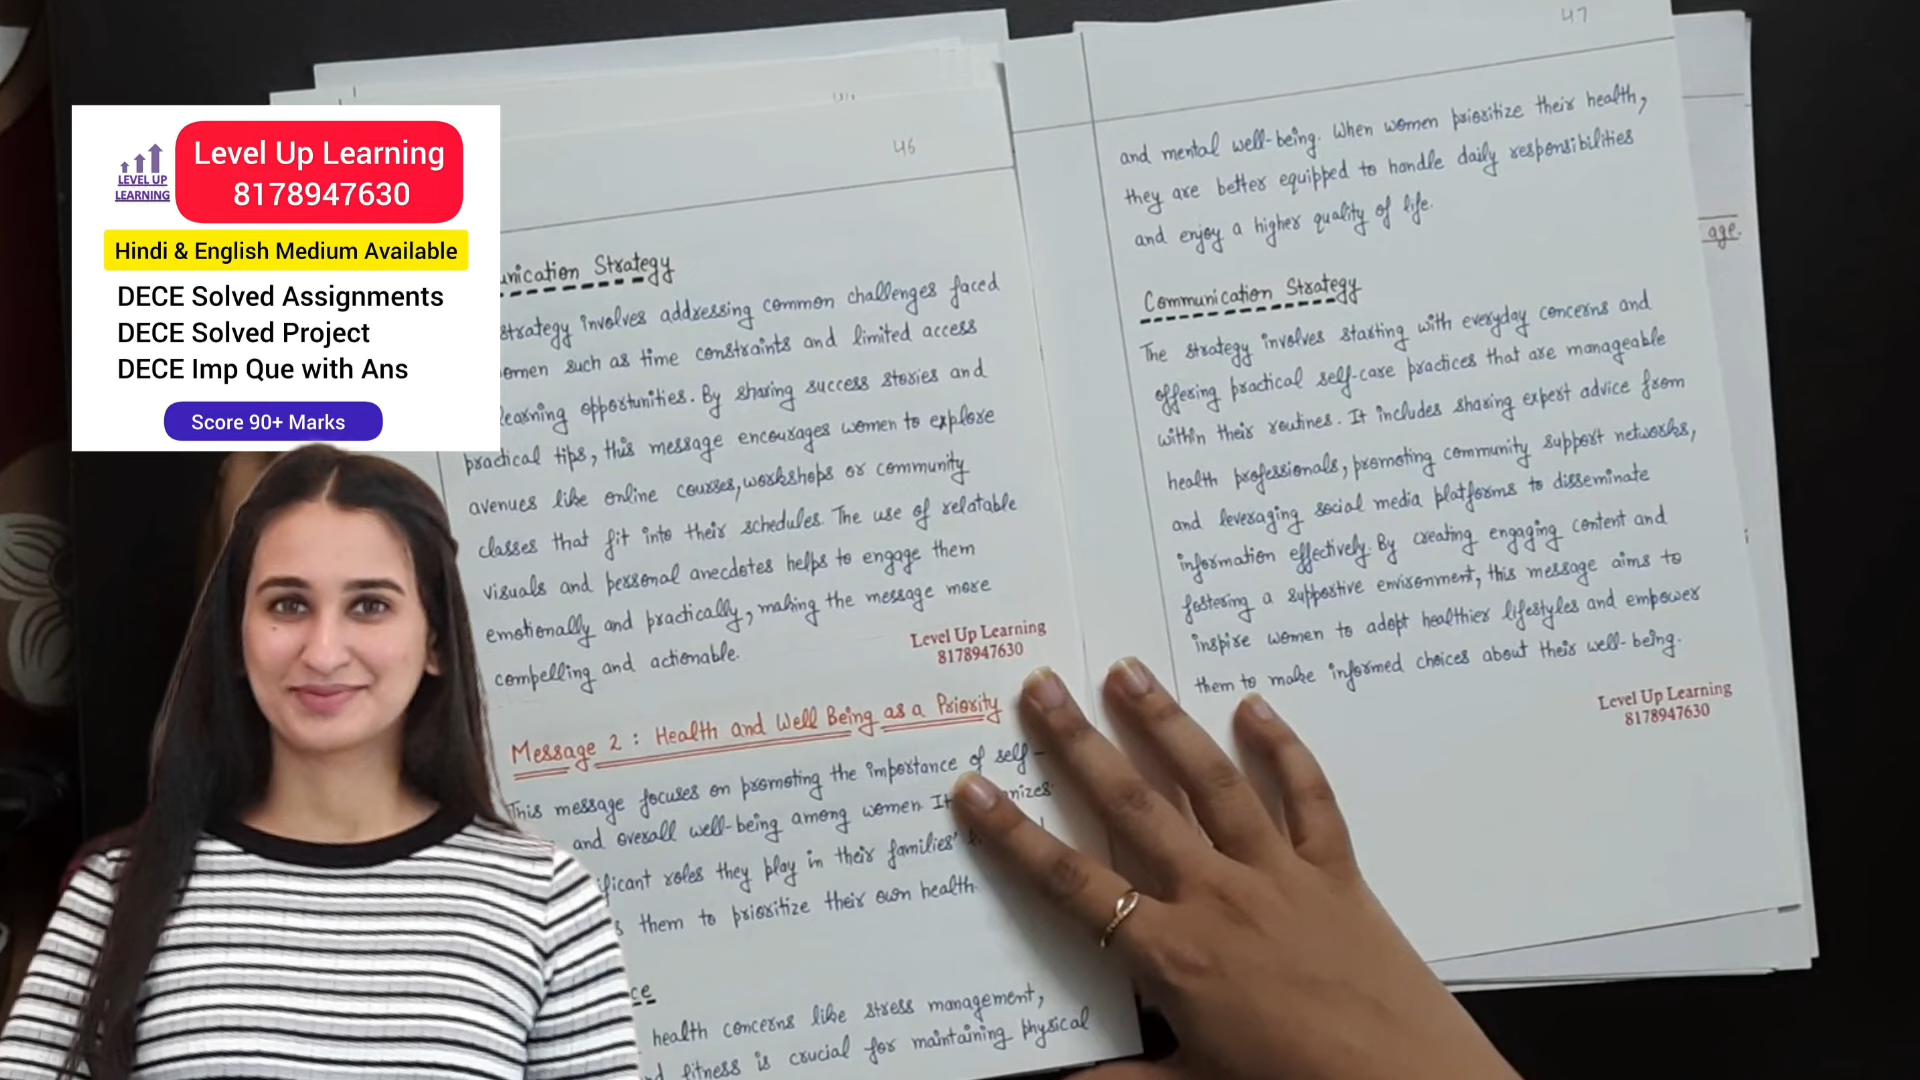 LEVEL UP
LEARNING
Level Up Learning
8178947630
Hindi & English Medium Available
DECE Solved Assignments
DECE Solved Project
DECE Imp Que with Ans
Score 90+ Marks
46
Strategy
strategy involves addressing common challenges faced
such as time constraints and limited access
learning opportunities. By sharing success stories and
practical tips, this message encourages women to explore
avenues like online courses, workshops or community
classes that fit into their schedules. The use of relatable
visuals and personal anecdotes helps to engage them
emotionally and practically, making the message more
compelling and actionable.
Level Up Learning
8178947630
Message 2 : Health and Well Being as a Priority
This message focuses on promoting the importance of self-
and overall well-being among women. It
roles they play in their families'
them to prioritize their own health
health concerns like stress management,
fitness is crucial for maintaining physical
47
and mental well-being. When women prioritize their health,
they are better equipped to handle daily responsibilities
and enjoy a higher quality of life.
Communication Strategy
The strategy involves starting with everyday concerns and
offering practical self-care practices that are manageable
within their routines. It includes sharing expert advice from
health professionals, promoting community support networks,
and leveraging social media platforms to disseminate
information effectively. By creating engaging content and
fostering a supportive environment, this message aims to
inspire women to adopt healthier lifestyles and empower
them to make informed choices about their well-being.
Level Up Learning
8178947630
age.